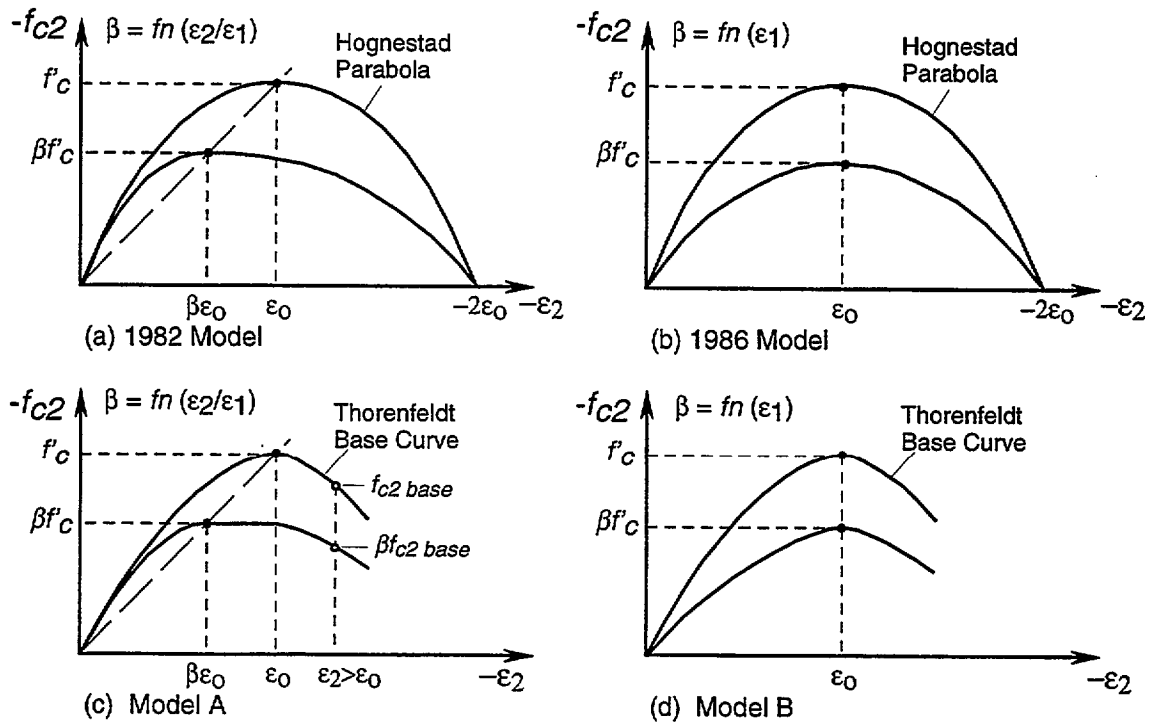 -fc2
β = fn (ε2/ε1)
Hognestad
Parabola
f'c
βf'c
βεo
εo
-2εo
-ε2
(a) 1982 Model
-fc2
β = fn (ε1)
Hognestad
Parabola
f'c
βf'c
εo
-2εo
-ε2
(b) 1986 Model
-fc2
β = fn (ε2/ε1)
Thorenfeldt
Base Curve
f'c
fc2 base
βf'c
βfc2 base
βεo
εo
ε2>εo
-ε2
(c) Model A
-fc2
β = fn (ε1)
Thorenfeldt
Base Curve
f'c
βf'c
εo
-ε2
(d) Model B